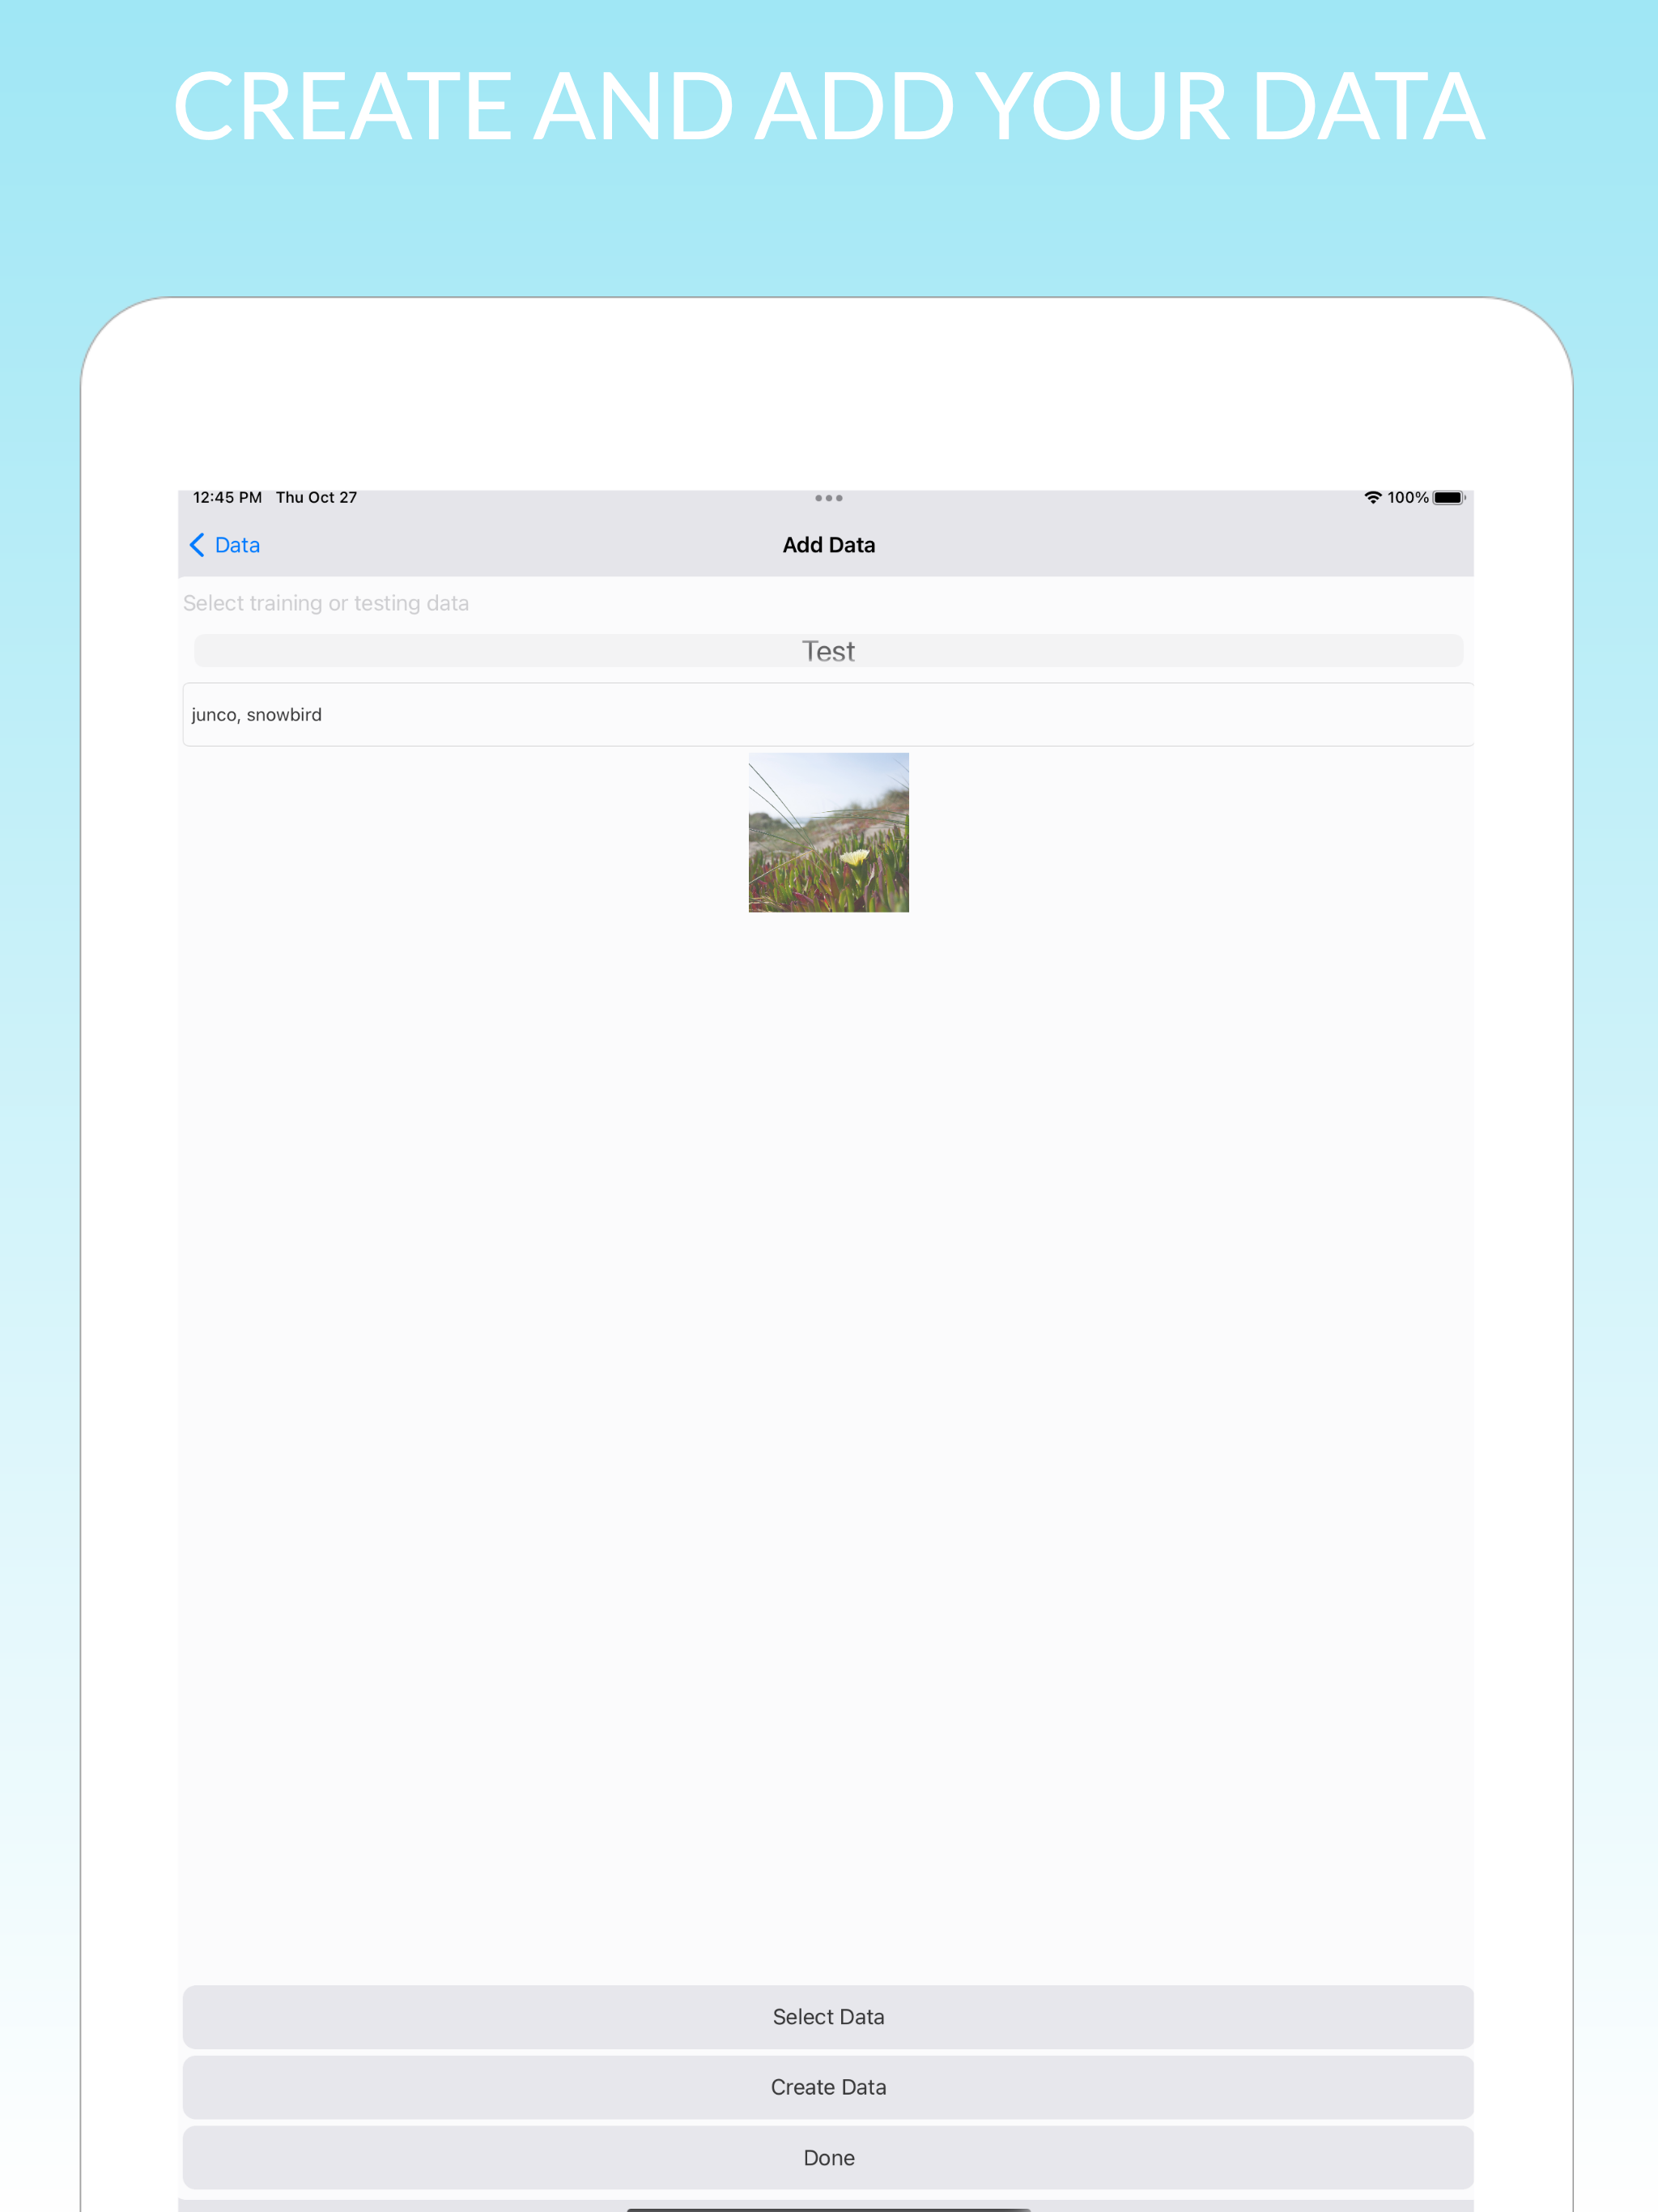 CREATE AND ADD YOUR DATA
12:45 PM Thu Oct 27
100%
Data
Add Data
Select training or testing data
Test
junco, snowbird
Select Data
Create Data
Done